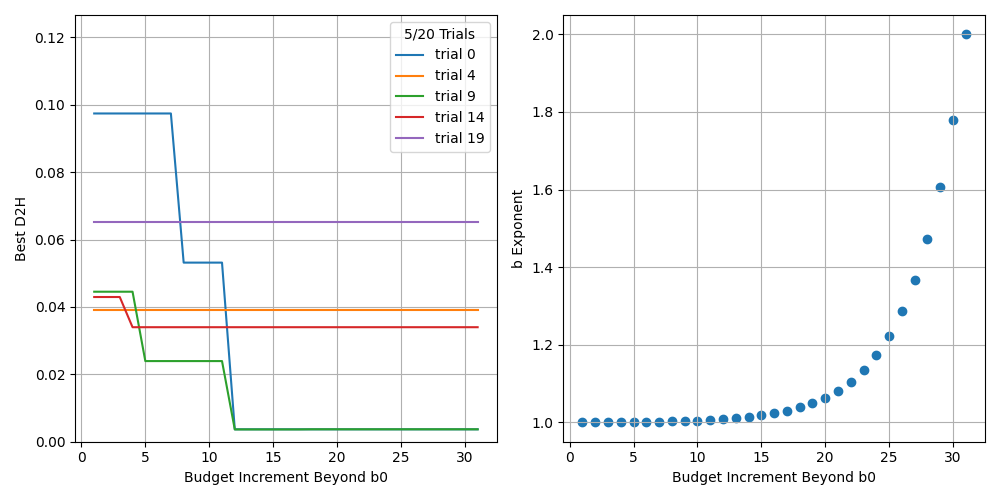 0.12
0.10
0.08
0.06
0.04
0.02
0.00
Best D2H
0 5 10 15 20 25 30
Budget Increment Beyond b0
5/20 Trials
trial 0
trial 4
trial 9
trial 14
trial 19
2.0
1.8
1.6
1.4
1.2
1.0
b Exponent
0 5 10 15 20 25 30
Budget Increment Beyond b0